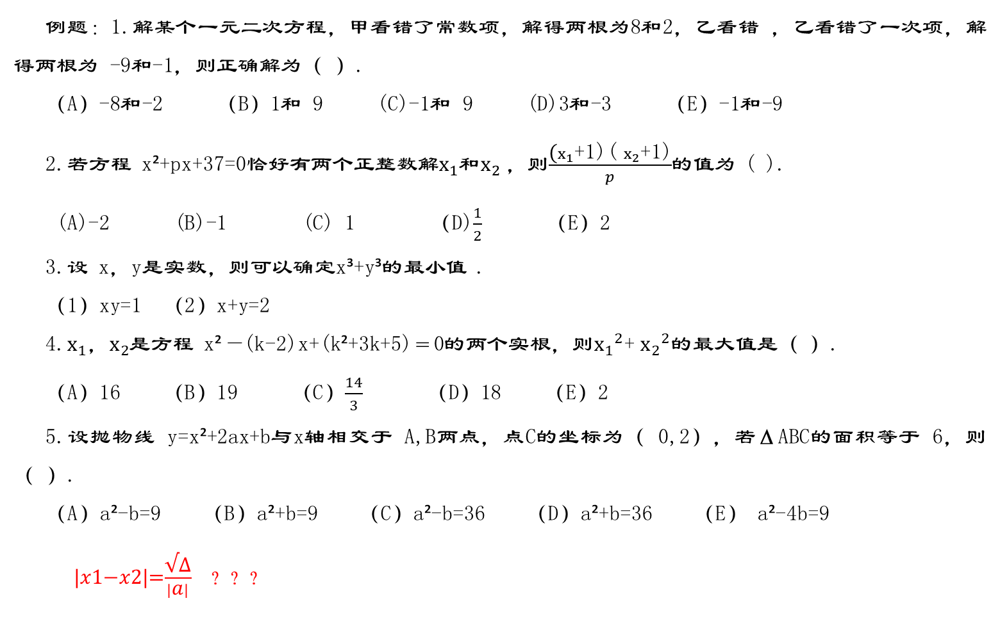 例题：1.解某个一元二次方程，甲看错了常数项，解得两根为8和2，乙看错 ，乙看错了一次项，解
得两根为 -9和-1，则正确解为（ ）.
（A）-8和-2 （B）1和 9 (C)-1和 9 (D)3和-3 （E）-1和-9
2.若方程 x²+px+37=0恰好有两个正整数解x₁和x₂，则\frac{(x₁+1)( x₂+1)}{p}的值为（ ）.
(A)-2 (B)-1 (C) 1 （D)\frac{1}{2} （E）2
3.设 x，y是实数，则可以确定x³+y³的最小值 .
（1）xy=1 （2）x+y=2
4.x₁，x₂是方程 x²－(k-2)x+(k²+3k+5)＝0的两个实根，则x₁²+ x₂²的最大值是（ ）.
（A）16 （B）19 （C）\frac{14}{3} （D）18 （E）2
5.设抛物线 y=x²+2ax+b与x轴相交于 A,B两点，点C的坐标为（ 0,2），若ΔABC的面积等于 6，则
（ ）.
（A）a²-b=9 （B）a²+b=9 （C）a²-b=36 （D）a²+b=36 （E） a²-4b=9
|x1−x2|=\frac{√Δ}{|a|} ？？？